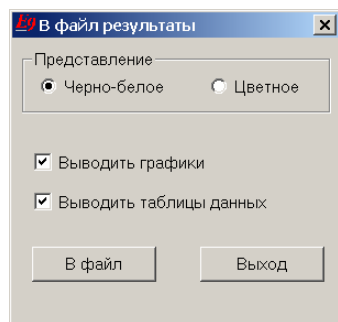 Eg В файл результаты
Представление
Черно-белое Цветное
Выводить графики
Выводить таблицы данных
В файл Выход